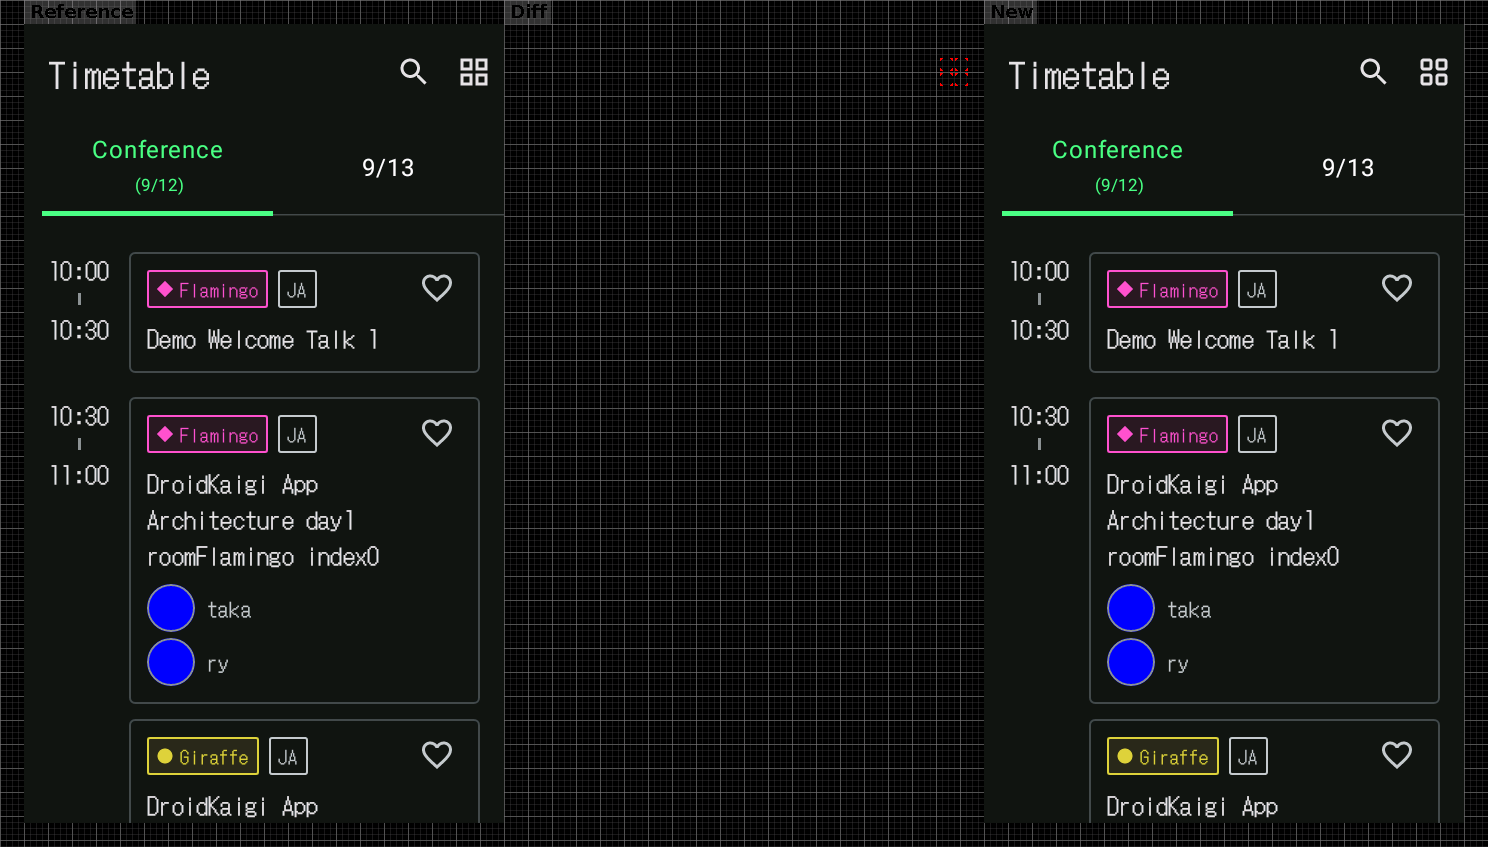 Reference
Timetable
Conference
(9/12)
9/13
10:00
10:30
Flamingo
JA
Demo Welcome Talk 1
10:30
11:00
Flamingo
JA
DroidKaigi App
Architecture day1
roomFlamingo index0
taka
ry
Giraffe
JA
DroidKaigi App
Diff
New
Timetable
Conference
(9/12)
9/13
10:00
10:30
Flamingo
JA
Demo Welcome Talk 1
10:30
11:00
Flamingo
JA
DroidKaigi App
Architecture day1
roomFlamingo index0
taka
ry
Giraffe
JA
DroidKaigi App